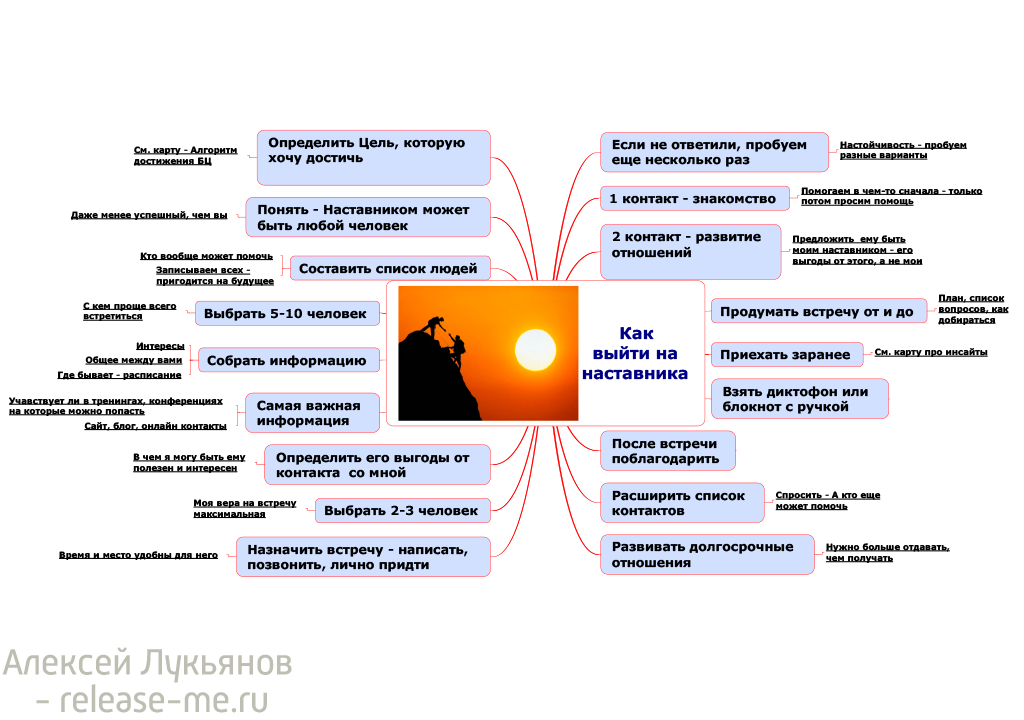 Как
выйти на
наставника
Определить Цель, которую
хочу достичь
См. карту - Алгоритм
достижения БЦ
Понять - Наставником может
быть любой человек
Даже менее успешный, чем вы
Составить список людей
Кто вообще может помочь
Записываем всех -
пригодится на будущее
Выбрать 5-10 человек
С кем проще всего
встретиться
Собрать информацию
Интересы
Общее между вами
Где бывает - расписание
Самая важная
информация
Учавствует ли в тренингах, конференциях
на которые можно попасть
Сайт, блог, онлайн контакты
Определить его выгоды от
контакта со мной
В чем я могу быть ему
полезен и интересен
Выбрать 2-3 человек
Моя вера на встречу
максимальная
Назначить встречу - написать,
позвонить, лично придти
Время и место удобны для него
Если не ответили, пробуем
еще несколько раз
Настойчивость - пробуем
разные варианты
1 контакт - знакомство
Помогаем в чем-то сначала - только
потом просим помощь
2 контакт - развитие
отношений
Предложить ему быть
моим наставником - его
выгоды от этого, а не мои
Продумать встречу от и до
План, список
вопросов, как
добираться
Приехать заранее
См. карту про инсайты
Взять диктофон или
блокнот с ручкой
После встречи
поблагодарить
Расширить список
контактов
Спросить - А кто еще
может помочь
Развивать долгосрочные
отношения
Нужно больше отдавать,
чем получать
Алексей Лукьянов
- release-me.ru